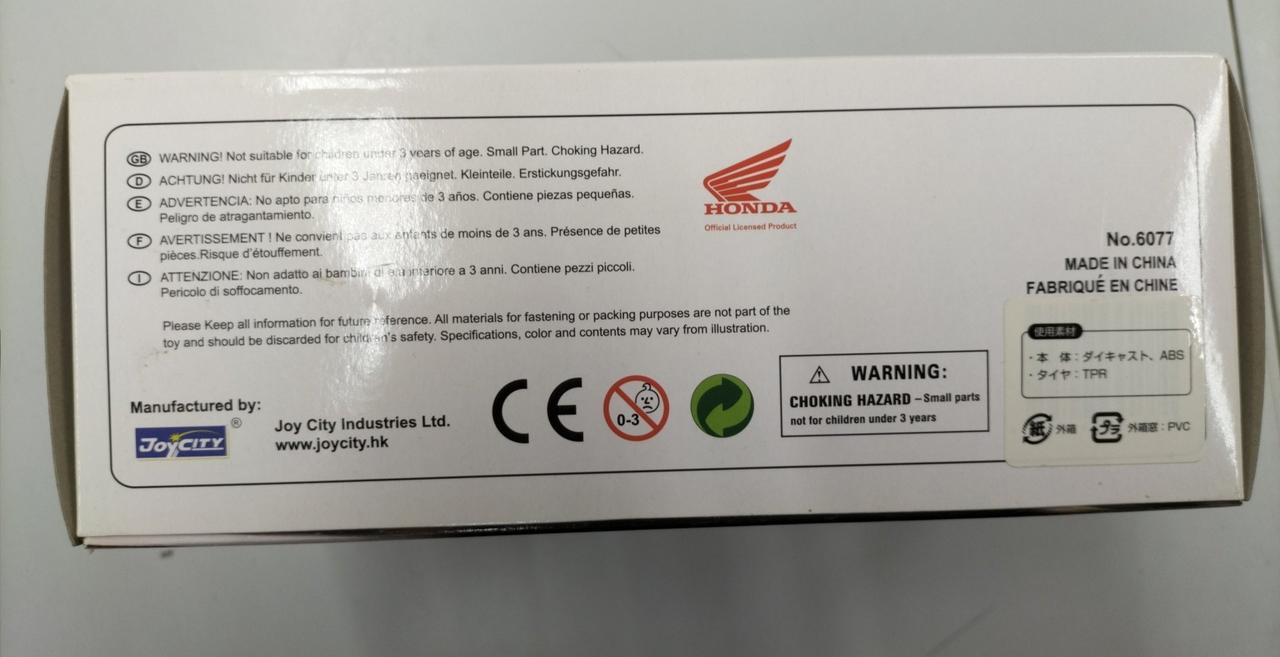 GB WARNING! Not suitable for children under 3 years of age. Small Part. Choking Hazard.
D ACHTUNG! Nicht für Kinder unter 3 Jahren geeignet. Kleinteile. Erstickungsgefahr.
E ADVERTENCIA: No apto para niños menores de 3 años. Contiene piezas pequeñas.
Peligro de atragantamiento.
F AVERTISSEMENT ! Ne convient pas aux enfants de moins de 3 ans. Présence de petites
pièces.Risque d'étouffement.
I ATTENZIONE: Non adatto ai bambini di età inferiore a 3 anni. Contiene pezzi piccoli.
Pericolo di soffocamento.
Please Keep all information for future reference. All materials for fastening or packing purposes are not part of the
toy and should be discarded for children's safety. Specifications, color and contents may vary from illustration.
HONDA
Official Licensed Product
No.6077
MADE IN CHINA
FABRIQUÉ EN CHINE
Manufactured by:
JOYCITY ®
Joy City Industries Ltd.
www.joycity.hk
CE
0-3
WARNING:
CHOKING HAZARD – Small parts
not for children under 3 years
使用素材
・本 体：ダイキャスト、ABS
・タイヤ：TPR
紙 外箱 プラ 外箱窓：PVC